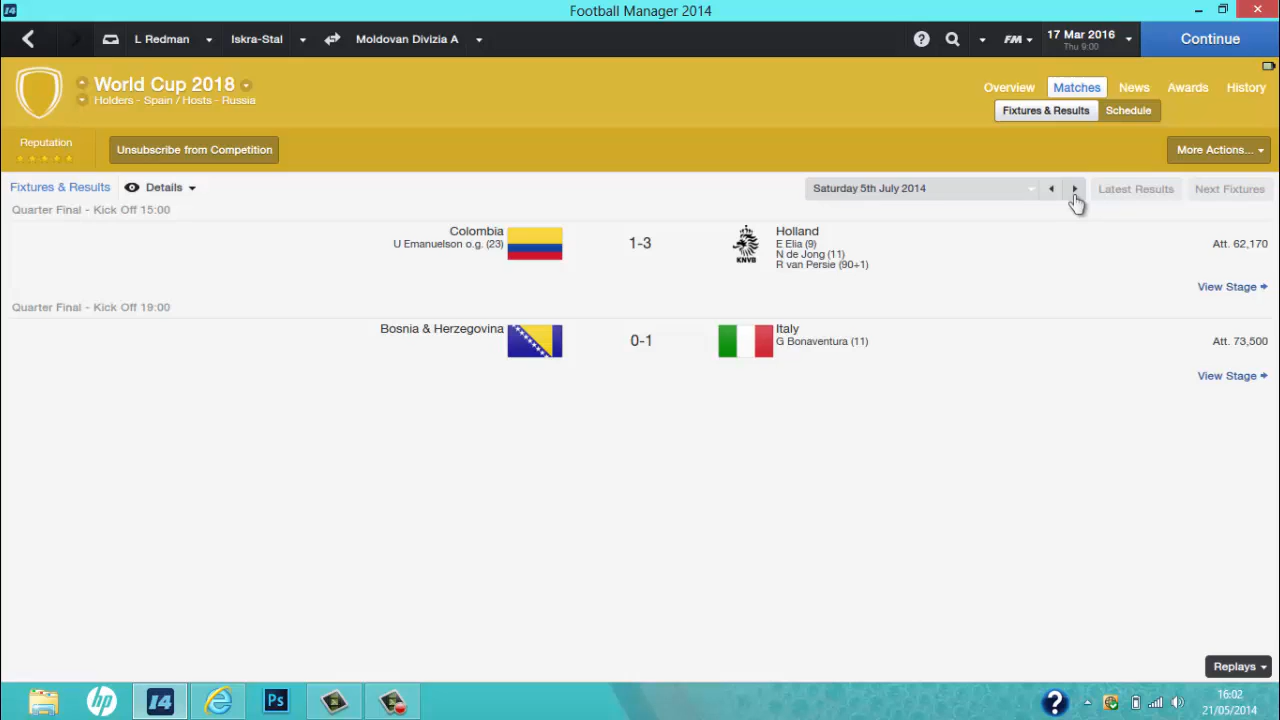 Football Manager 2014
L Redman
Iskra-Stal
Moldovan Divizia A
FM
17 Mar 2016
Thu 9:00
Continue
World Cup 2018
Holders - Spain / Hosts - Russia
Overview
Matches
News
Awards
History
Fixtures & Results
Schedule
Reputation
Unsubscribe from Competition
More Actions...
Fixtures & Results
Details
Saturday 5th July 2014
Latest Results
Next Fixtures
Quarter Final - Kick Off 15:00
Colombia
U Emanuelson o.g. (23)
1-3
KNVB
Holland
E Elia (9)
N de Jong (11)
R van Persie (90+1)
Att. 62,170
View Stage
Quarter Final - Kick Off 19:00
Bosnia & Herzegovina
0-1
Italy
G Bonaventura (11)
Att. 73,500
View Stage
Replays
hp
14
Ps
16:02
21/05/2014